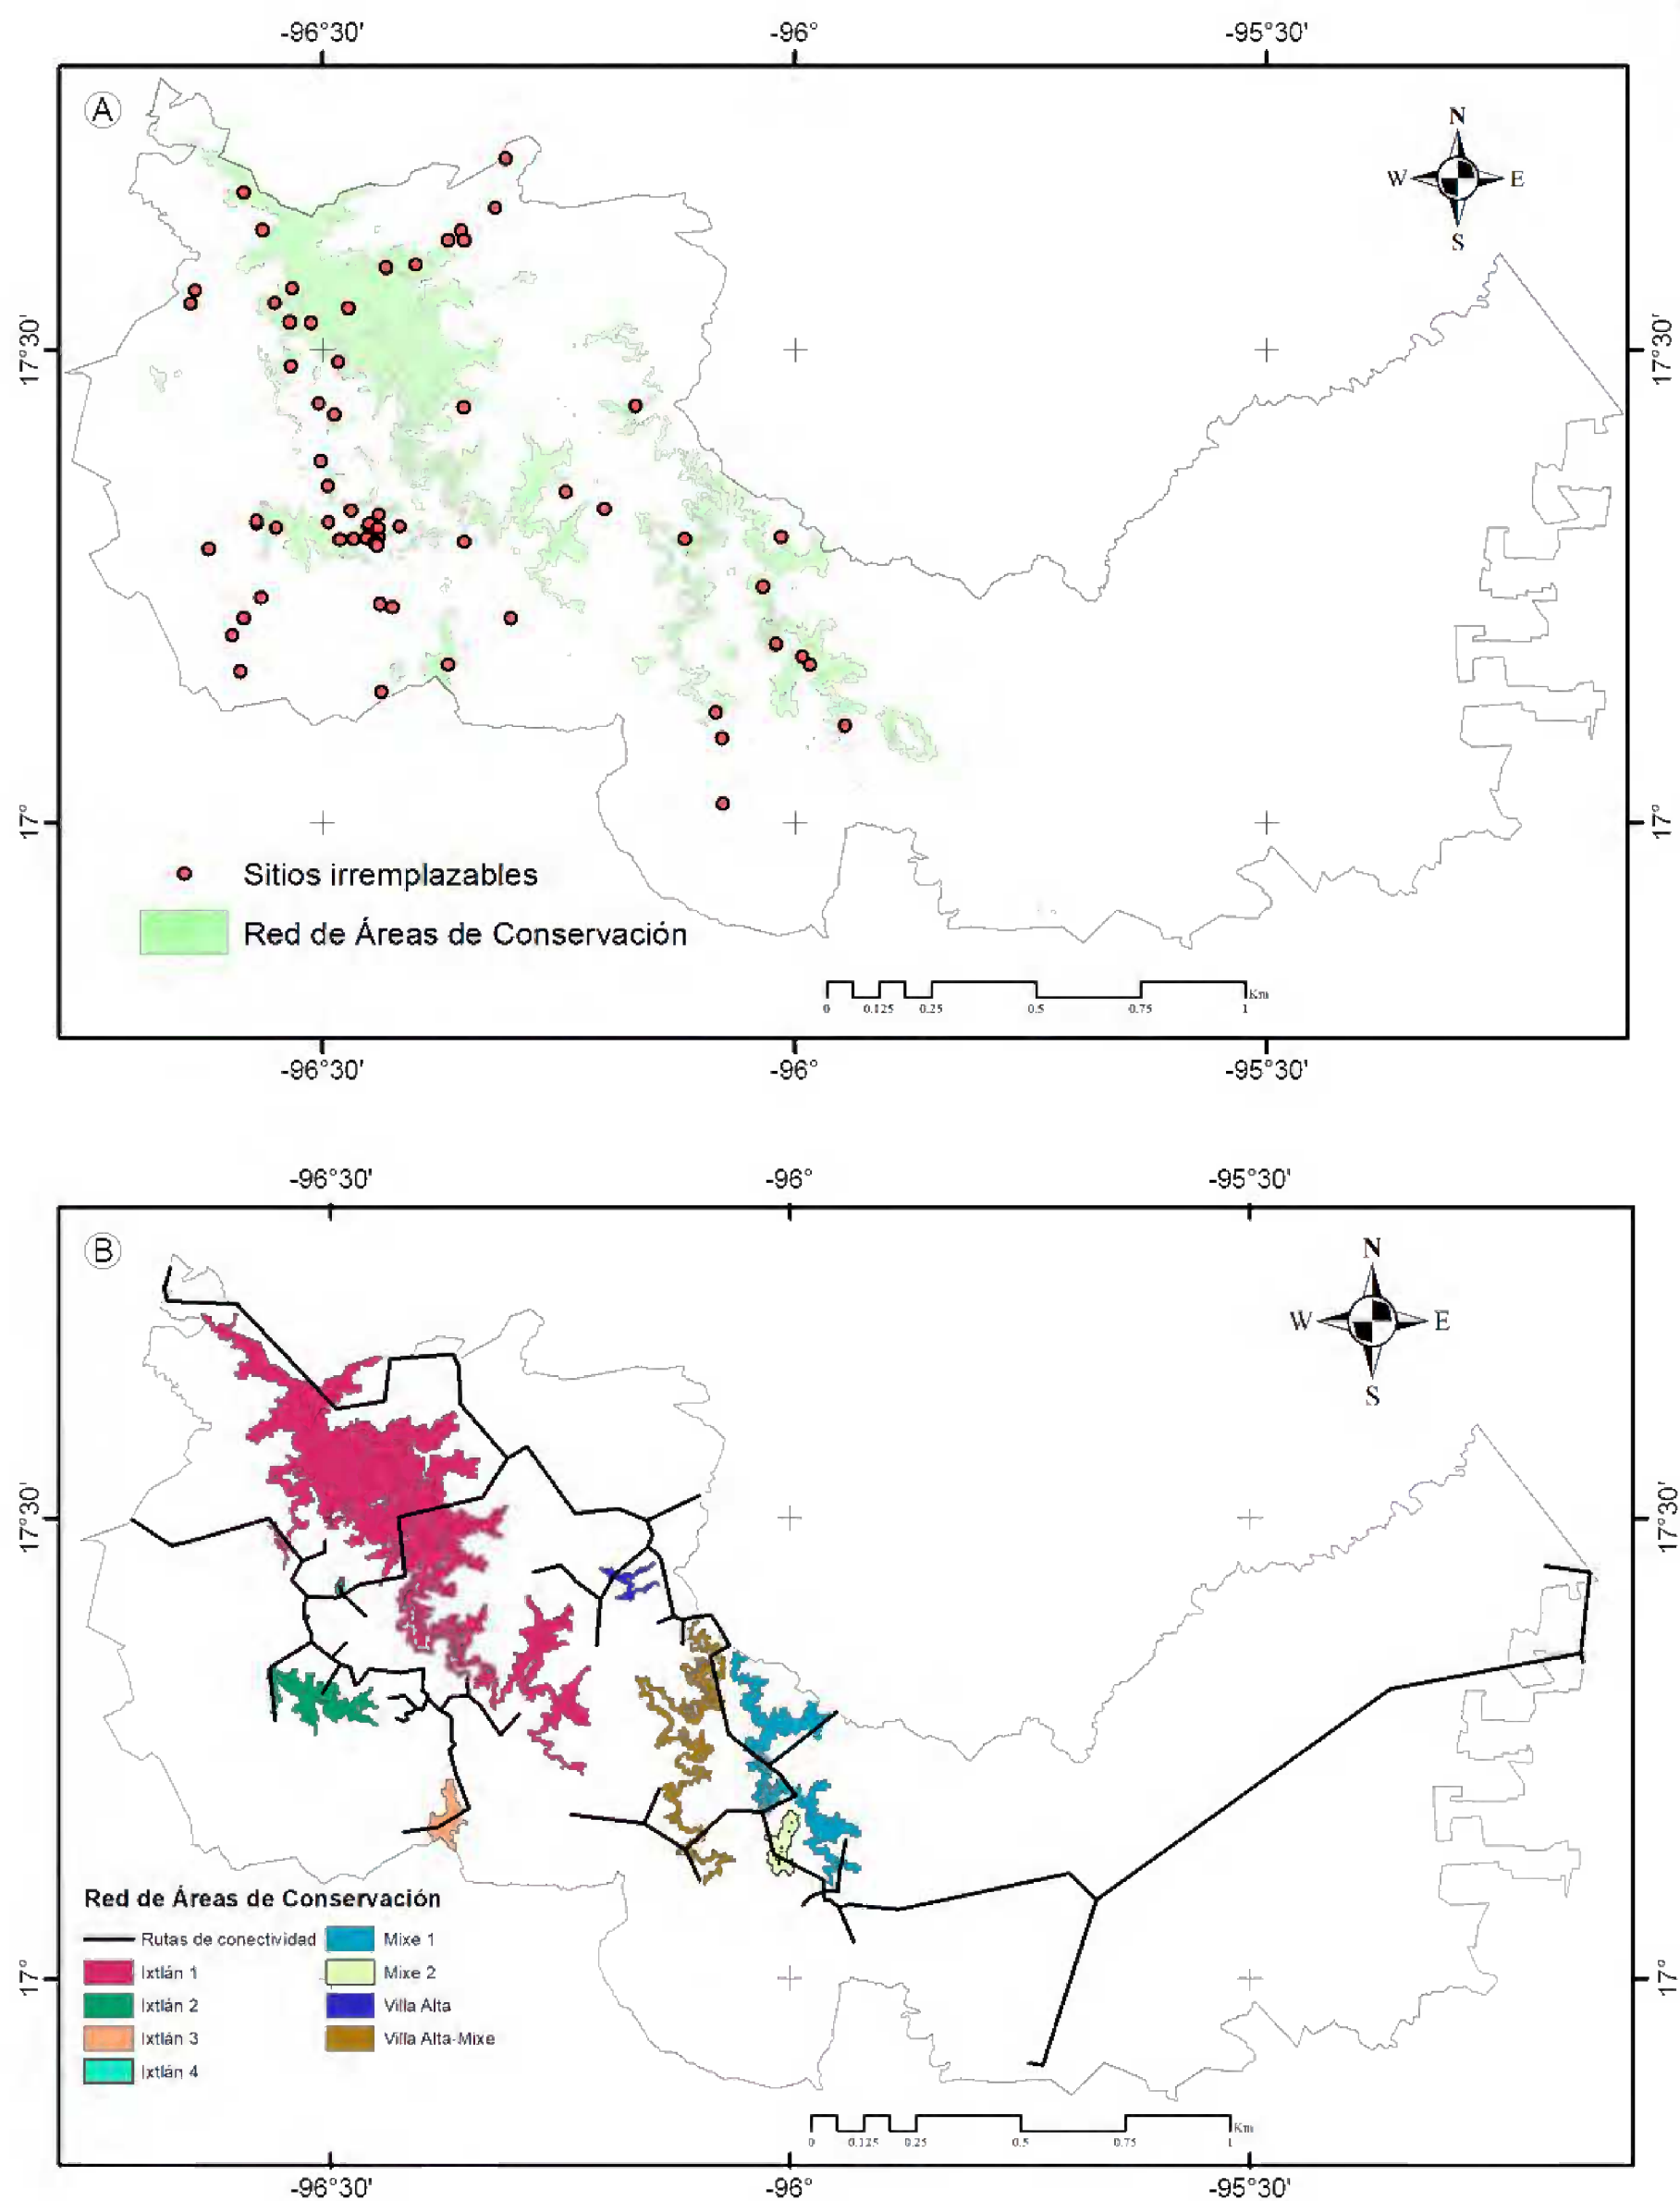 -96°30' -96° -95°30'
A
N
W E
S
17°30' 17°30'
17° 17°
Sitios irremplazables
Red de Áreas de Conservación
0 0.125 0.25 0.5 0.75 1 Km
-96°30' -96° -95°30'
-96°30' -96° -95°30'
B
N
W E
S
17°30' 17°30'
17° 17°
Red de Áreas de Conservación
Rutas de conectividad
Ixtlán 1
Ixtlán 2
Ixtlán 3
Ixtlán 4
Mixe 1
Mixe 2
Villa Alta
Villa Alta-Mixe
0 0.125 0.25 0.5 0.75 1 Km
-96°30' -96° -95°30'